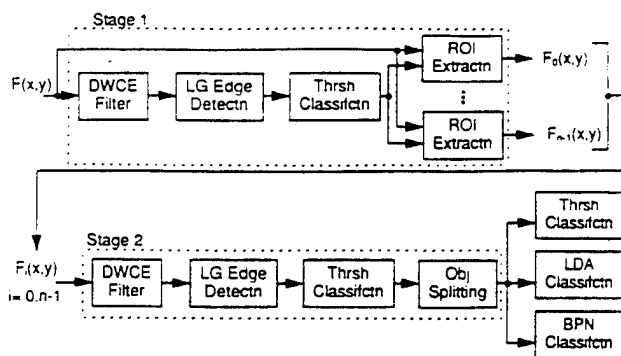 Stage 1
F(x,y)
DWCE
Filter
LG Edge
Detectn
Thrsh
Classifctn
ROI
Extractn
F₀(x,y)
⋮
ROI
Extractn
Fₙ₋₁(x,y)
Stage 2
Fᵢ(x,y)
i= 0,n-1
DWCE
Filter
LG Edge
Detectn
Thrsh
Classifctn
Obj
Splitting
Thrsh
Classifctn
LDA
Classifctn
BPN
Classifctn